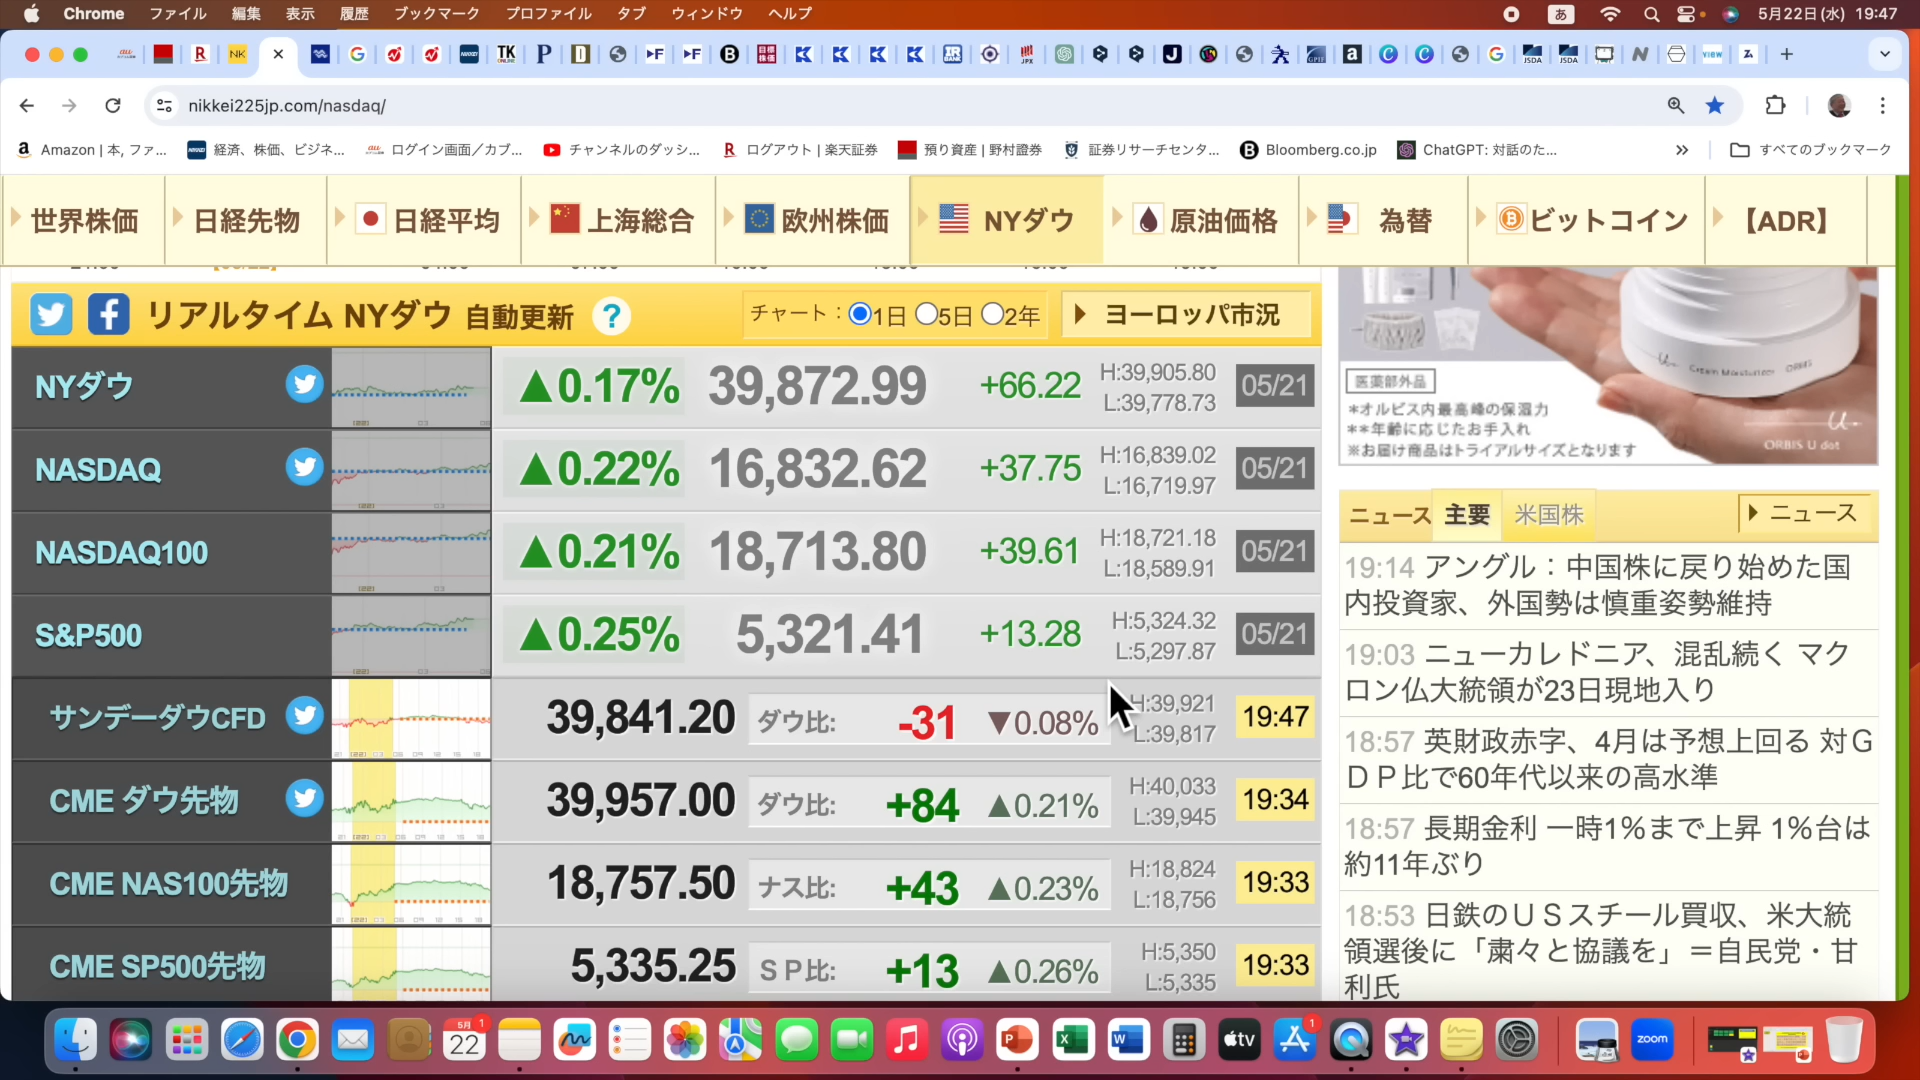 Chrome ファイル 編集 表示 履歴 ブックマーク プロファイル タブ ウィンドウ ヘルプ あ 5月22日(水) 19:47
nikkei225jp.com/nasdaq/
Amazon | 本, ファ... 経済、株価、ビジネ... ログイン画面／カブ... チャンネルのダッシ... ログアウト | 楽天証券 預り資産 | 野村證券 証券リサーチセンタ... Bloomberg.co.jp ChatGPT: 対話のた... » すべてのブックマーク
世界株価 日経先物 日経平均 上海総合 欧州株価 NYダウ 原油価格 為替 ビットコイン 【ADR】
リアルタイム NYダウ 自動更新 ? チャート： 1日 5日 2年 ヨーロッパ市況
NYダウ ▲0.17% 39,872.99 +66.22 H:39,905.80 L:39,778.73 05/21
NASDAQ ▲0.22% 16,832.62 +37.75 H:16,839.02 L:16,719.97 05/21
NASDAQ100 ▲0.21% 18,713.80 +39.61 H:18,721.18 L:18,589.91 05/21
S&P500 ▲0.25% 5,321.41 +13.28 H:5,324.32 L:5,297.87 05/21
サンデーダウCFD 39,841.20 ダウ比: -31 ▼0.08% H:39,921 L:39,817 19:47
CME ダウ先物 39,957.00 ダウ比: +84 ▲0.21% H:40,033 L:39,945 19:34
CME NAS100先物 18,757.50 ナス比: +43 ▲0.23% H:18,824 L:18,756 19:33
CME SP500先物 5,335.25 ＳＰ比: +13 ▲0.26% H:5,350 L:5,335 19:33
Cream Moisturizer ORBIS
医薬部外品
＊オルビス内最高峰の保湿力
＊＊年齢に応じたお手入れ
※お届け商品はトライアルサイズとなります
ORBIS U dot
ニュース 主要 米国株 ニュース
19:14 アングル：中国株に戻り始めた国
内投資家、外国勢は慎重姿勢維持
19:03 ニューカレドニア、混乱続く マク
ロン仏大統領が23日現地入り
18:57 英財政赤字、4月は予想上回る 対Ｇ
ＤＰ比で60年代以来の高水準
18:57 長期金利 一時1％まで上昇 1％台は
約11年ぶり
18:53 日鉄のＵＳスチール買収、米大統
領選後に「粛々と協議を」＝自民党・甘
利氏
5月 1 22 tv 1 zoom